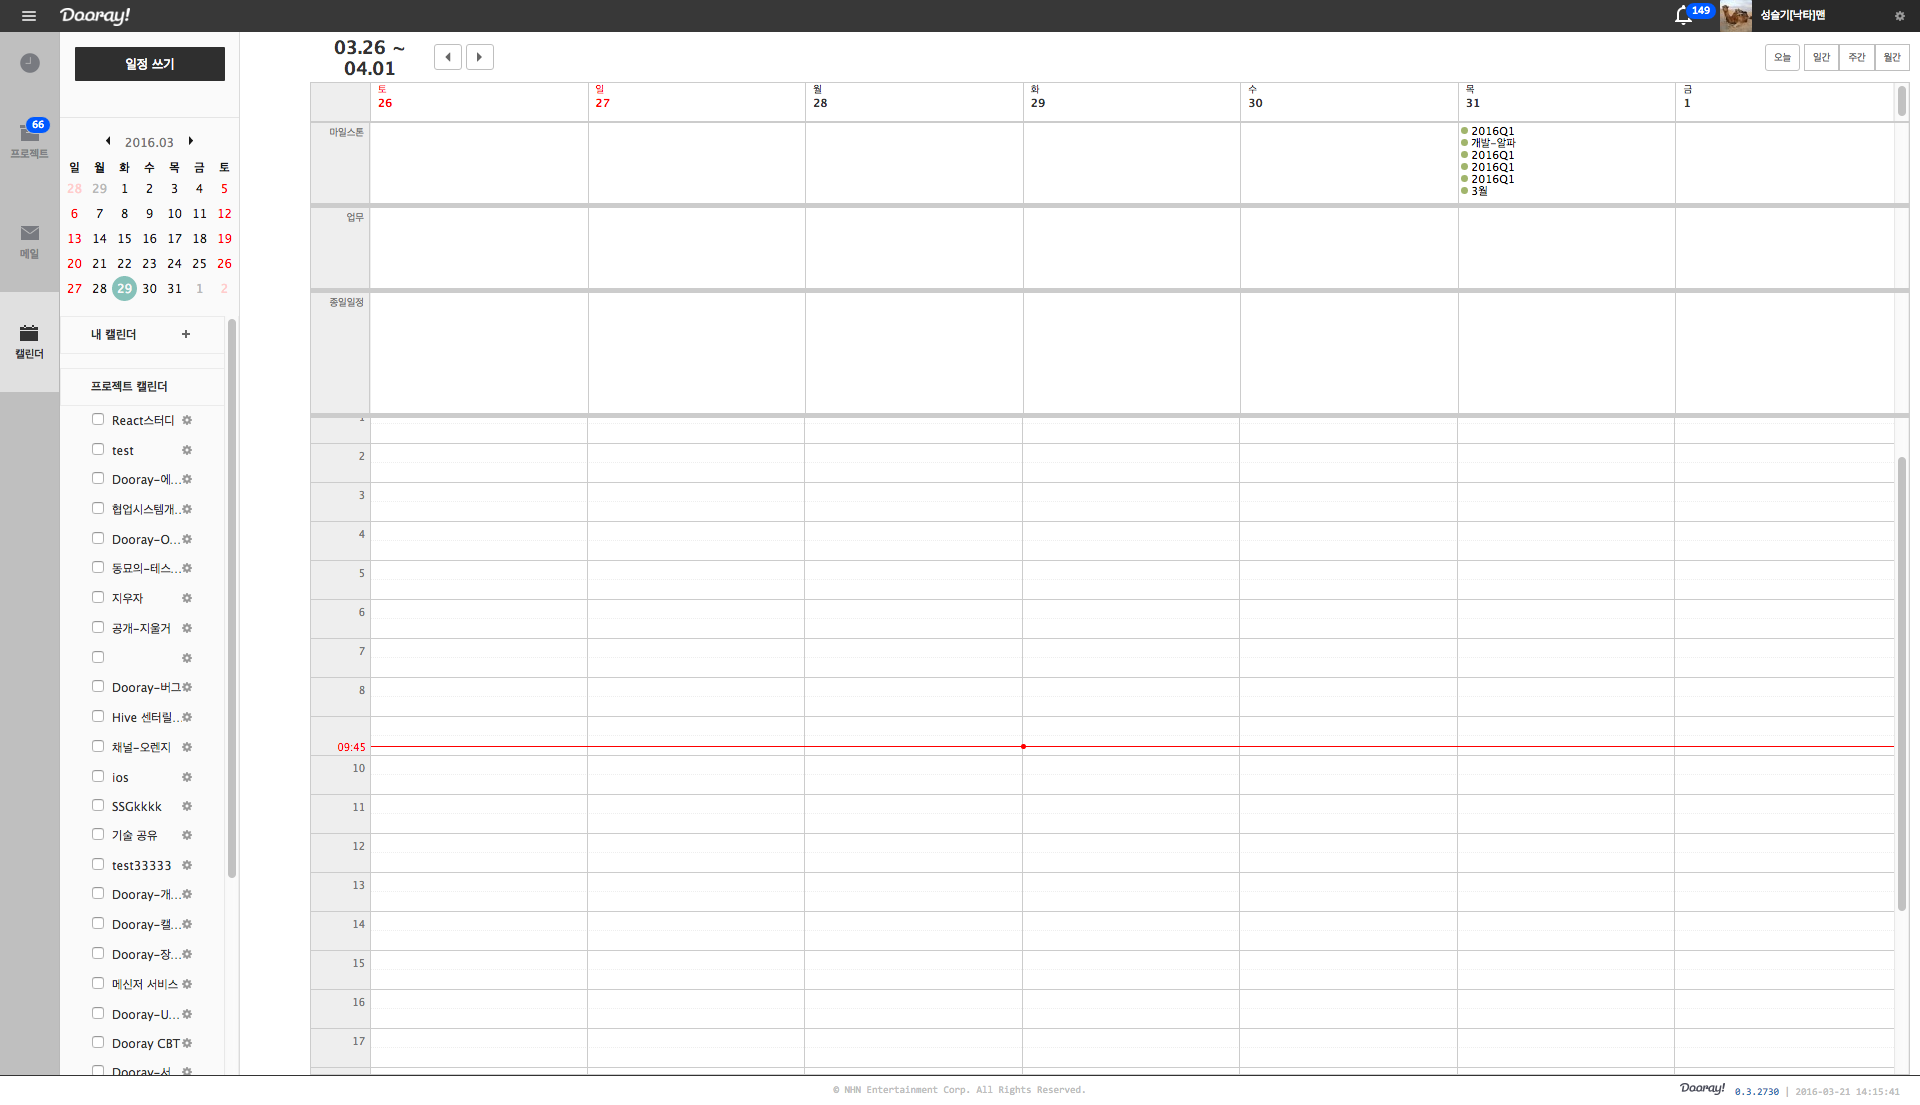 Dooray!
149
성슬기[낙타]맨
66
프로젝트
메일
캘린더
일정 쓰기
2016.03
일 월 화 수 목 금 토
28 29 1 2 3 4 5
6 7 8 9 10 11 12
13 14 15 16 17 18 19
20 21 22 23 24 25 26
27 28 29 30 31 1 2
내 캘린더 +
프로젝트 캘린더
React스터디
test
Dooray-에...
협업시스템개...
Dooray-O...
동묘의-테스...
지우자
공개-지울거
Dooray-버그
Hive 센터릴...
채널-오렌지
ios
SSGkkkk
기술 공유
test33333
Dooray-개...
Dooray-캘...
Dooray-장...
메신저 서비스
Dooray-U...
Dooray CBT
Dooray-서
03.26 ~
04.01
오늘 일간 주간 월간
토 일 월 화 수 목 금
26 27 28 29 30 31 1
마일스톤
2016Q1
개발-알파
2016Q1
2016Q1
2016Q1
3월
업무
종일일정
1
2
3
4
5
6
7
8
09:45
10
11
12
13
14
15
16
17
© NHN Entertainment Corp. All Rights Reserved.
Dooray! 0.3.2730 | 2016-03-21 14:15:41